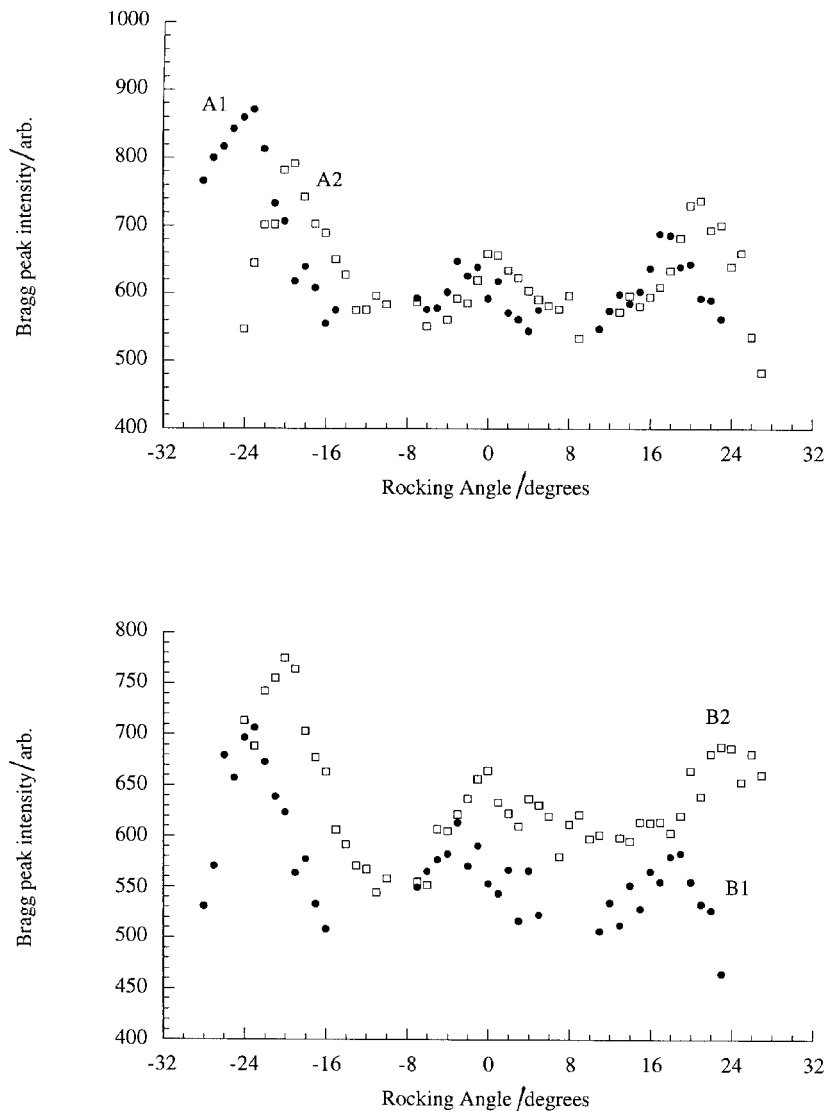 1000
900
A1
800
A2
Bragg peak intensity/arb.
700
600
500
400
-32 -24 -16 -8 0 8 16 24 32
Rocking Angle/degrees
800
750
B2
700
650
Bragg peak intensity/arb.
600
550
B1
500
450
400
-32 -24 -16 -8 0 8 16 24 32
Rocking Angle/degrees